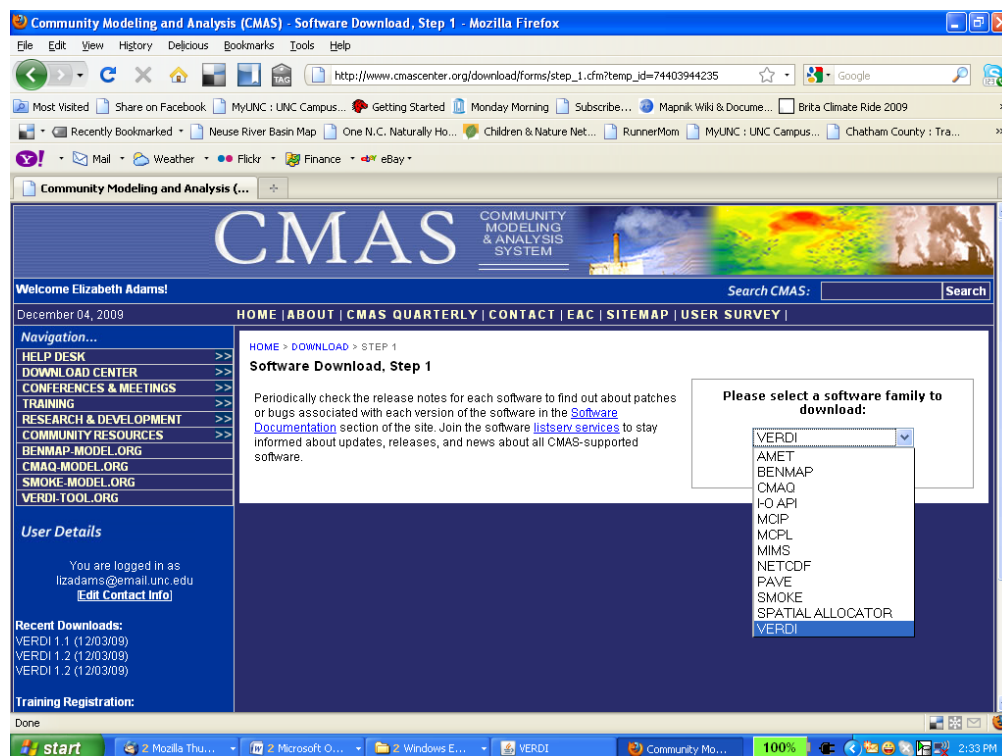 Community Modeling and Analysis (CMAS) - Software Download, Step 1 - Mozilla Firefox
File Edit View History Delicious Bookmarks Tools Help
TAG http://www.cmascenter.org/download/forms/step_1.cfm?temp_id=74403944235 Google
Most Visited Share on Facebook MyUNC : UNC Campus... Getting Started Monday Morning Subscribe... Mapnik Wiki & Docume... Brita Climate Ride 2009
Recently Bookmarked Neuse River Basin Map One N.C. Naturally Ho... Children & Nature Net... RunnerMom MyUNC : UNC Campus... Chatham County : Tra...
Y! Mail Weather Flickr Finance eBay
Community Modeling and Analysis (...
CMAS
COMMUNITY
MODELING
& ANALYSIS
SYSTEM
Welcome Elizabeth Adams! Search CMAS: Search
December 04, 2009 HOME |ABOUT | CMAS QUARTERLY | CONTACT | EAC | SITEMAP | USER SURVEY |
Navigation...
HELP DESK >>
DOWNLOAD CENTER >>
CONFERENCES & MEETINGS >>
TRAINING >>
RESEARCH & DEVELOPMENT >>
COMMUNITY RESOURCES >>
BENMAP-MODEL.ORG
CMAQ-MODEL.ORG
SMOKE-MODEL.ORG
VERDI-TOOL.ORG
User Details
You are logged in as
lizadams@email.unc.edu
[Edit Contact Info]
Recent Downloads:
VERDI 1.1 (12/03/09)
VERDI 1.2 (12/03/09)
VERDI 1.2 (12/03/09)
Training Registration:
HOME > DOWNLOAD > STEP 1
Software Download, Step 1
Periodically check the release notes for each software to find out about patches
or bugs associated with each version of the software in the Software
Documentation section of the site. Join the software listserv services to stay
informed about updates, releases, and news about all CMAS-supported
software.
Please select a software family to
download:
VERDI
AMET
BENMAP
CMAQ
I-O API
MCIP
MCPL
MIMS
NETCDF
PAVE
SMOKE
SPATIAL ALLOCATOR
VERDI
Done
start 2 Mozilla Thu... 2 Microsoft O... 2 Windows E... VERDI Community Mo... 100% 2:33 PM